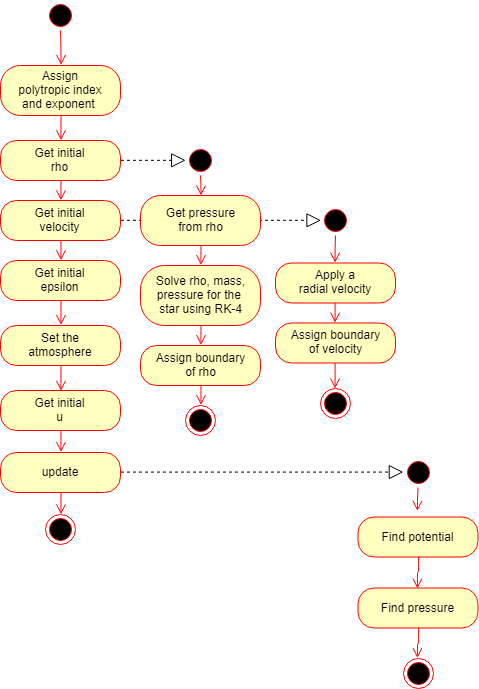 Assign
polytropic index
and exponent
Get initial
rho
Get initial
velocity
Get initial
epsilon
Set the
atmosphere
Get initial
u
update
Get pressure
from rho
Solve rho, mass,
pressure for the
star using RK-4
Assign boundary
of rho
Apply a
radial velocity
Assign boundary
of velocity
Find potential
Find pressure